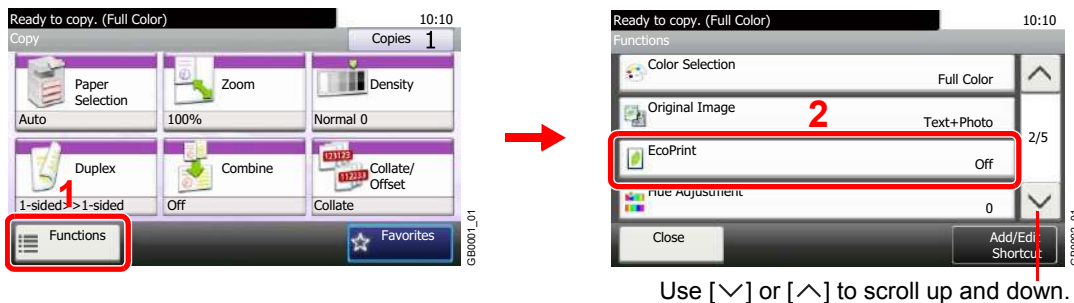 Ready to copy. (Full Color)
10:10
Copy
Copies 1
Paper
Selection
Auto
Zoom
100%
Density
Normal 0
Duplex
1-sided>>1-sided
Combine
Off
Collate/
Offset
Collate
1
Functions
Favorites
GB0001_01
Ready to copy. (Full Color)
10:10
Functions
Color Selection
Full Color
Original Image
Text+Photo
2
2/5
EcoPrint
Off
Hue Adjustment
0
Close
Add/Edit
Shortcut
GB0002_01
Use [∨] or [∧] to scroll up and down.